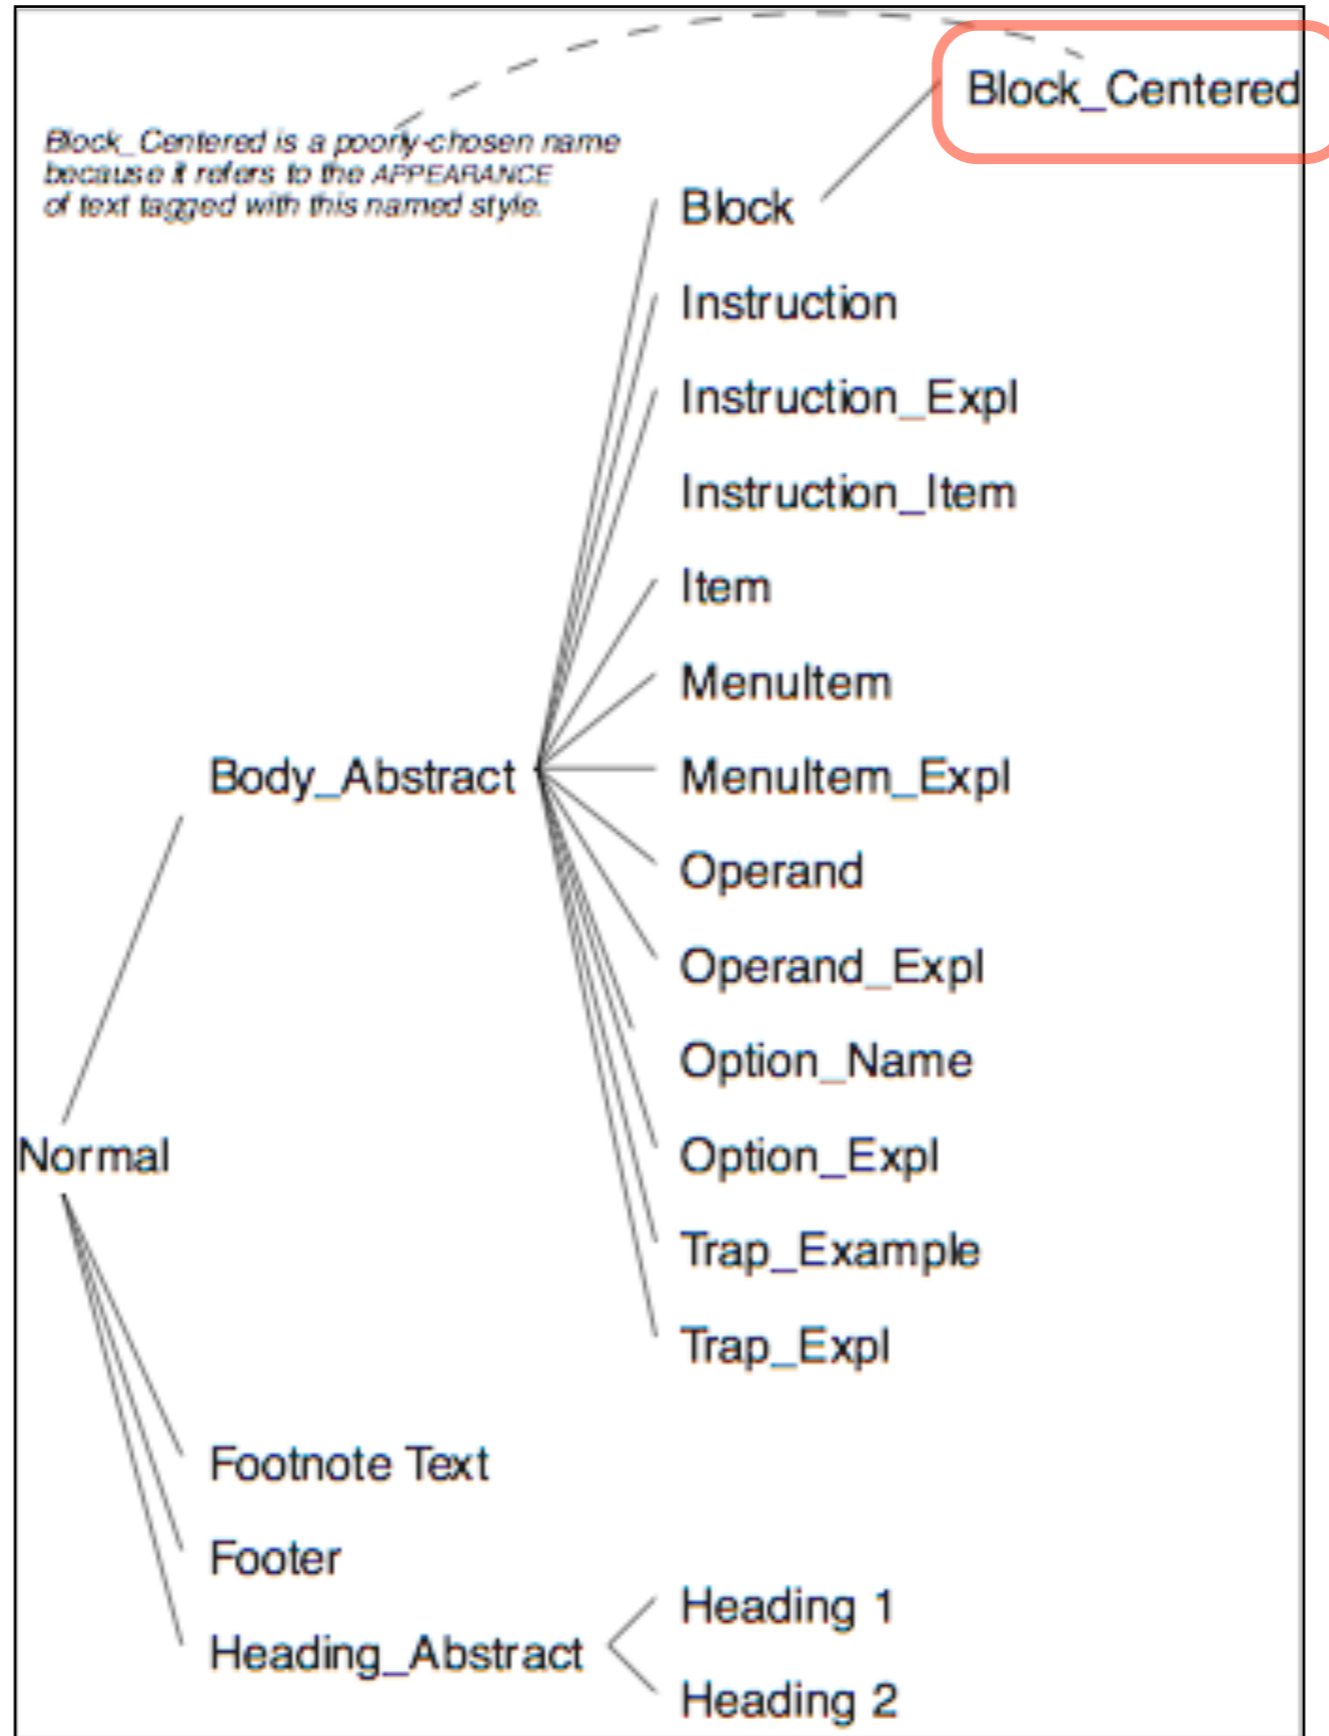 Block_Centered
Block_Centered is a poorly-chosen name
because it refers to the APPEARANCE
of text tagged with this named style.
Block
Instruction
Instruction_Expl
Instruction_Item
Item
MenuItem
Body_Abstract
MenuItem_Expl
Operand
Operand_Expl
Option_Name
Normal
Option_Expl
Trap_Example
Trap_Expl
Footnote Text
Footer
Heading 1
Heading_Abstract
Heading 2